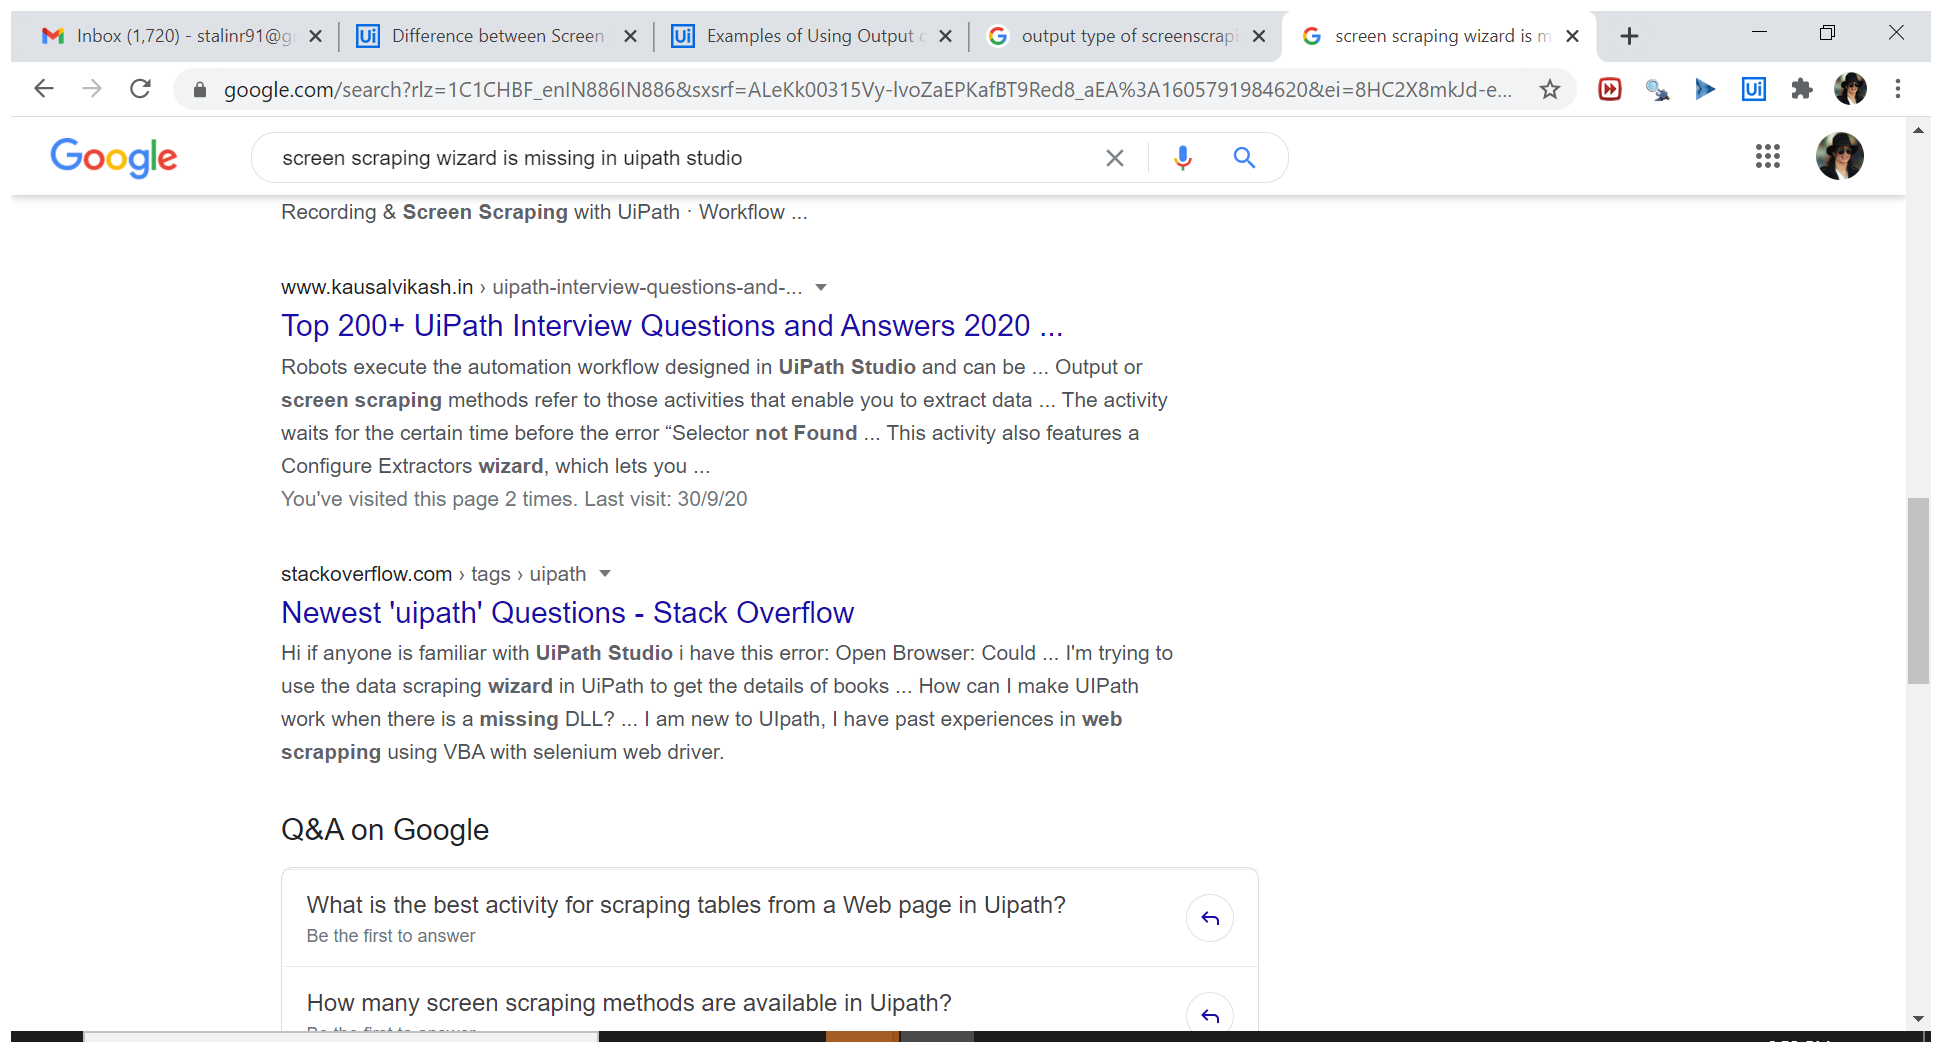 Inbox (1,720) - stalinr91@g
Difference between Screen
Examples of Using Output
output type of screenscrapi
screen scraping wizard is m
google.com/search?rlz=1C1CHBF_enIN886IN886&sxsrf=ALeKk00315Vy-lvoZaEPKafBT9Red8_aEA%3A1605791984620&ei=8HC2X8mkJd-e...
Google
screen scraping wizard is missing in uipath studio
Recording & Screen Scraping with UiPath · Workflow ...
www.kausalvikash.in › uipath-interview-questions-and-...
Top 200+ UiPath Interview Questions and Answers 2020 ...
Robots execute the automation workflow designed in UiPath Studio and can be ... Output or
screen scraping methods refer to those activities that enable you to extract data ... The activity
waits for the certain time before the error “Selector not Found ... This activity also features a
Configure Extractors wizard, which lets you ...
You've visited this page 2 times. Last visit: 30/9/20
stackoverflow.com › tags › uipath
Newest 'uipath' Questions - Stack Overflow
Hi if anyone is familiar with UiPath Studio i have this error: Open Browser: Could ... I'm trying to
use the data scraping wizard in UiPath to get the details of books ... How can I make UIPath
work when there is a missing DLL? ... I am new to UIpath, I have past experiences in web
scrapping using VBA with selenium web driver.
Q&A on Google
What is the best activity for scraping tables from a Web page in Uipath?
Be the first to answer
How many screen scraping methods are available in Uipath?
Be the first to answer